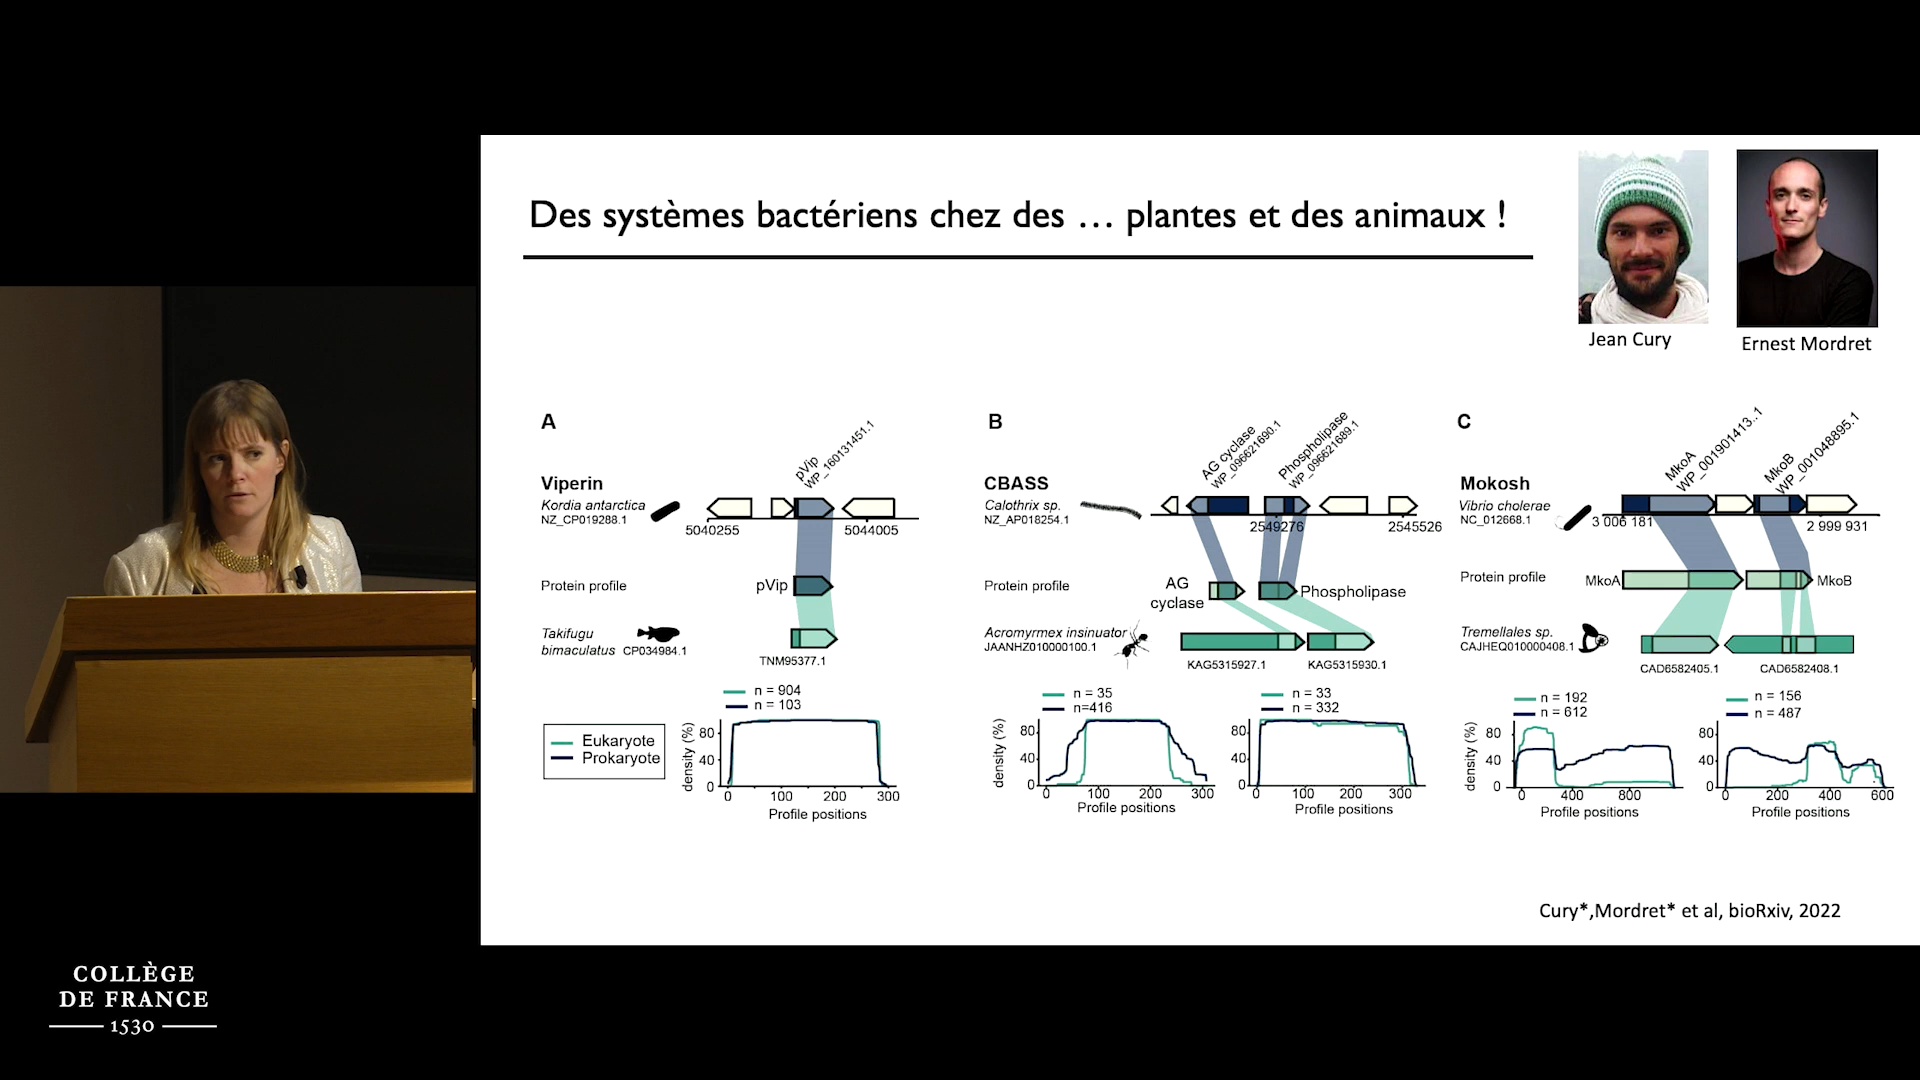 Des systèmes bactériens chez des … plantes et des animaux !
Jean Cury
Ernest Mordret
A
Viperin
Kordia antarctica
NZ_CP019288.1
pVip
WP_160131451.1
5040255
5044005
Protein profile
pVip
Takifugu
bimaculatus CP034984.1
TNM95377.1
n = 904
n = 103
Eukaryote
Prokaryote
density (%)
80
40
0
0 100 200 300
Profile positions
B
CBASS
Calothrix sp.
NZ_AP018254.1
AG cyclase
WP_096621690.1
Phospholipase
WP_096621689.1
2549276
2545526
Protein profile
AG
cyclase
Phospholipase
Acromyrmex insinuator
JAANHZ010000100.1
KAG5315927.1
KAG5315930.1
n = 35
n=416
density (%)
80
40
0
0 100 200 300
Profile positions
n = 33
n = 332
80
40
0
0 100 200 300
Profile positions
C
Mokosh
Vibrio cholerae
NC_012668.1
MkoA
WP_001901413..1
MkoB
WP_001048895.1
3 006 181
2 999 931
Protein profile
MkoA
MkoB
Tremellales sp.
CAJHEQ010000408.1
CAD6582405.1
CAD6582408.1
n = 192
n = 612
density (%)
80
40
0
0 400 800
Profile positions
n = 156
n = 487
80
40
0
0 200 400 600
Profile positions
Cury*,Mordret* et al, bioRxiv, 2022
COLLÈGE
DE FRANCE
1530